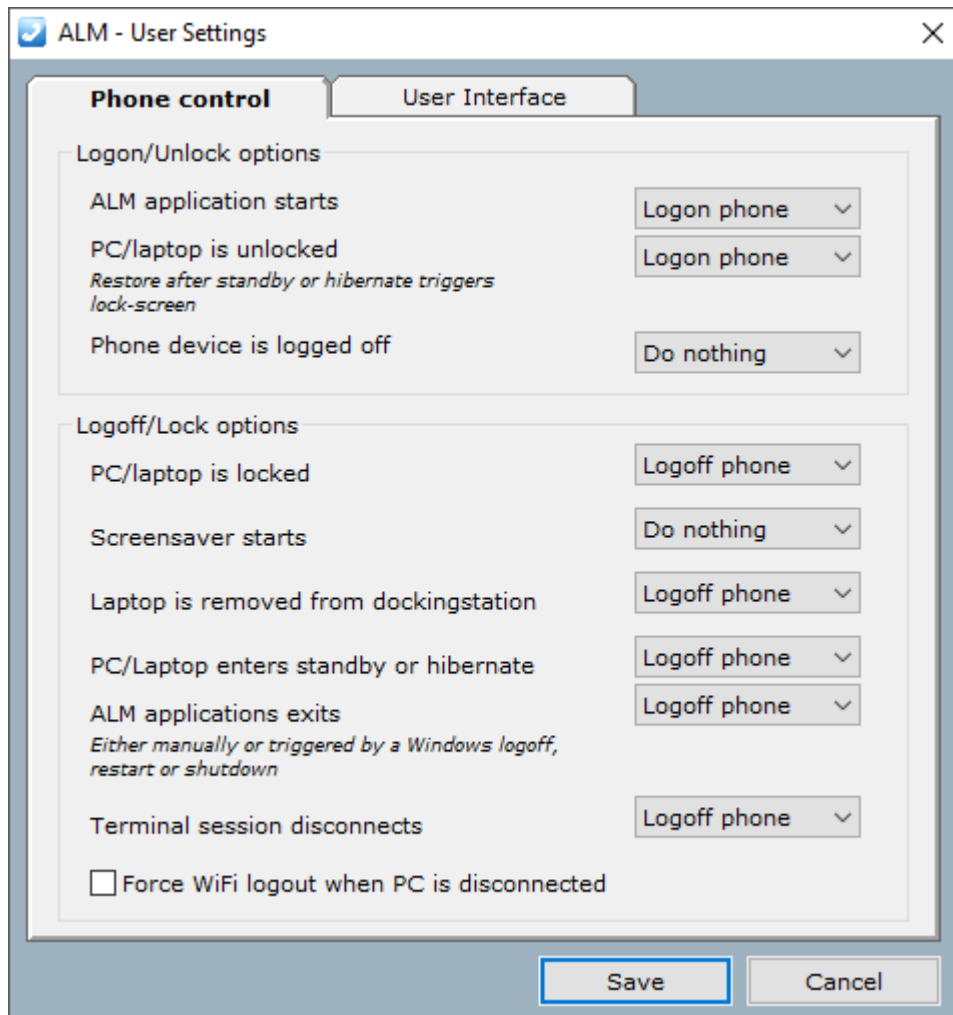 ALM - User Settings
Phone control
User Interface
Logon/Unlock options
ALM application starts
Logon phone
PC/laptop is unlocked
Logon phone
Restore after standby or hibernate triggers
lock-screen
Phone device is logged off
Do nothing
Logoff/Lock options
PC/laptop is locked
Logoff phone
Screensaver starts
Do nothing
Laptop is removed from dockingstation
Logoff phone
PC/Laptop enters standby or hibernate
Logoff phone
ALM applications exits
Logoff phone
Either manually or triggered by a Windows logoff,
restart or shutdown
Terminal session disconnects
Logoff phone
Force WiFi logout when PC is disconnected
Save
Cancel